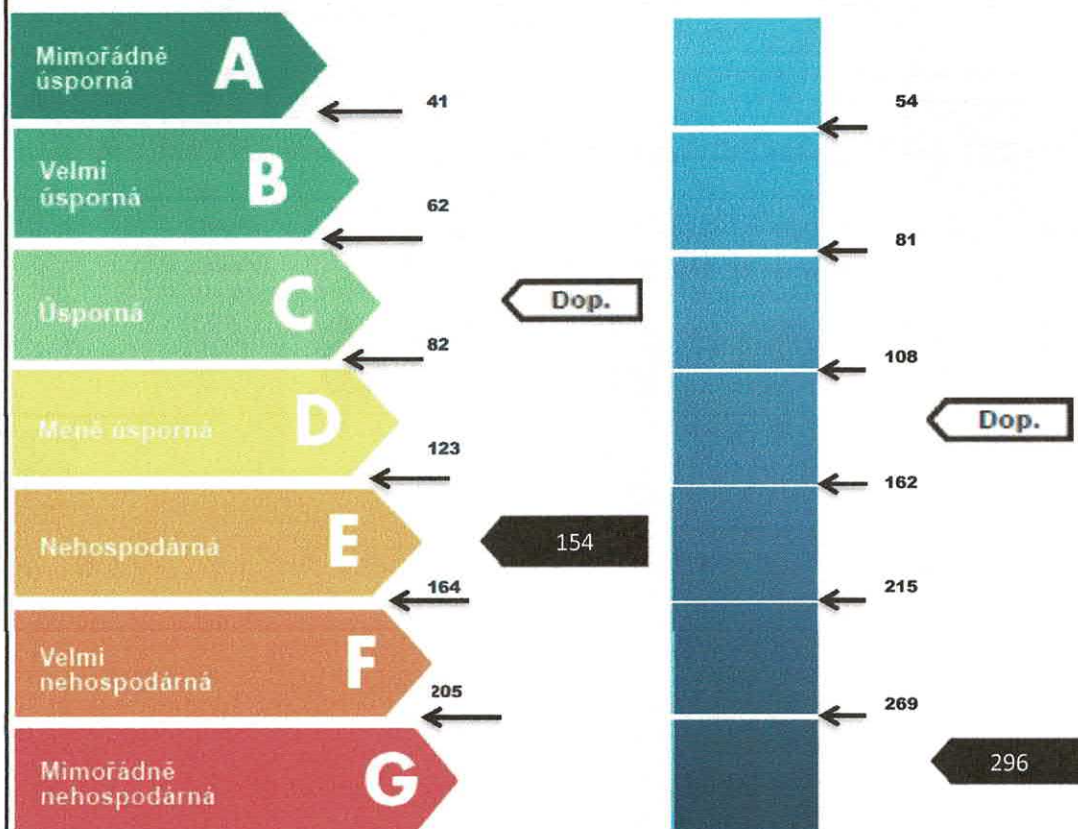 Mimořádně
úsporná
A
41
54
Velmi
úsporná
B
62
81
Úsporná
C
Dop.
82
108
Méně úsporná
D
Dop.
123
162
Nehospodárná
E
154
164
215
Velmi
nehospodárná
F
205
269
Mimořádně
nehospodárná
G
296